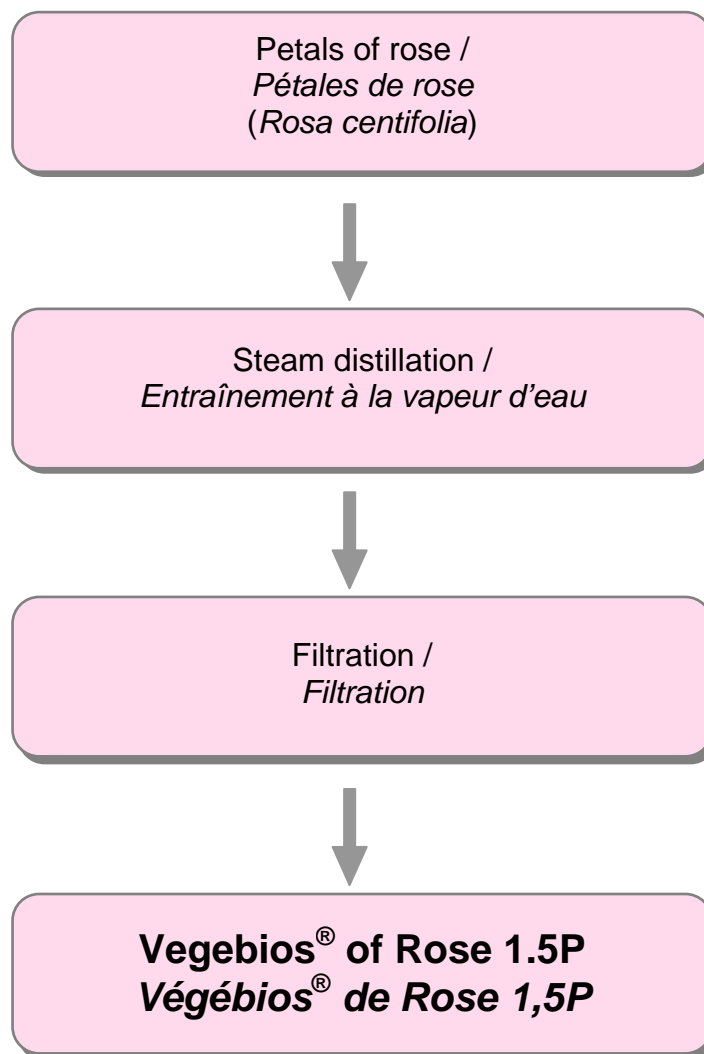 Petals of rose /
Pétales de rose
(Rosa centifolia)
Steam distillation /
Entraînement à la vapeur d'eau
Filtration /
Filtration
Vegebios® of Rose 1.5P
Végébios® de Rose 1,5P